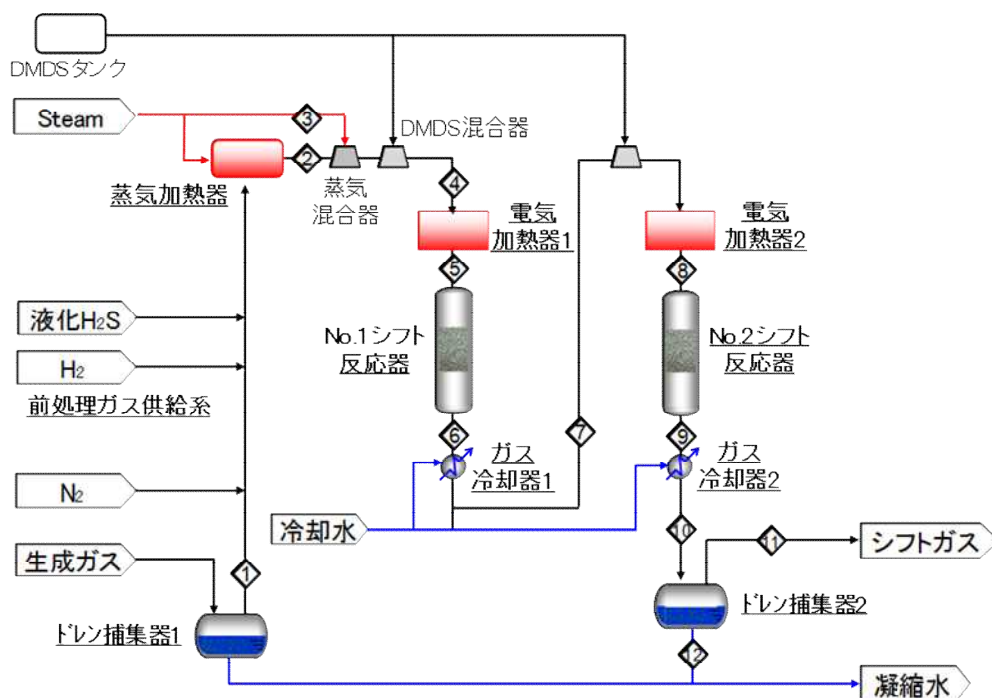 DMDSタンク
Steam
3
DMDS混合器
2
蒸気
混合器
蒸気加熱器
4
電気
加熱器1
電気
加熱器2
5
8
液化H₂S
H₂
前処理ガス供給系
No.1シフト
反応器
No.2シフト
反応器
6
7
9
ガス
冷却器1
ガス
冷却器2
N₂
冷却水
生成ガス
1
10
11
シフトガス
ドレン捕集器1
ドレン捕集器2
12
凝縮水